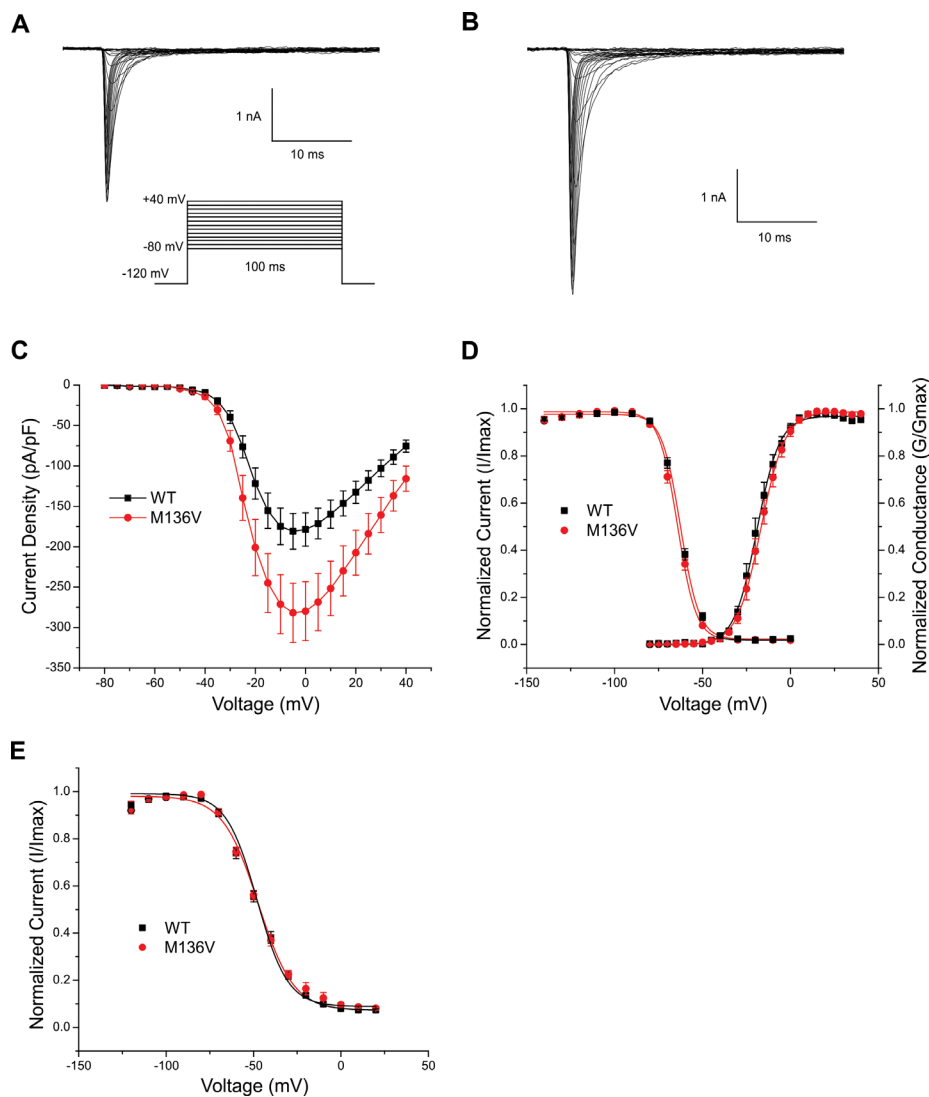 A
1 nA
10 ms
+40 mV
-80 mV
-120 mV
100 ms
B
1 nA
10 ms
C
Current Density (pA/pF)
0
-50
-100
-150
-200
-250
-300
-350
WT
M136V
-80 -60 -40 -20 0 20 40
Voltage (mV)
D
Normalized Current (I/Imax)
1.0
0.8
0.6
0.4
0.2
0.0
WT
M136V
1.0
0.8
0.6
0.4
0.2
0.0
Normalized Conductance (G/Gmax)
-150 -100 -50 0 50
Voltage (mV)
E
Normalized Current (I/Imax)
1.0
0.8
0.6
0.4
0.2
0.0
WT
M136V
-150 -100 -50 0 50
Voltage (mV)